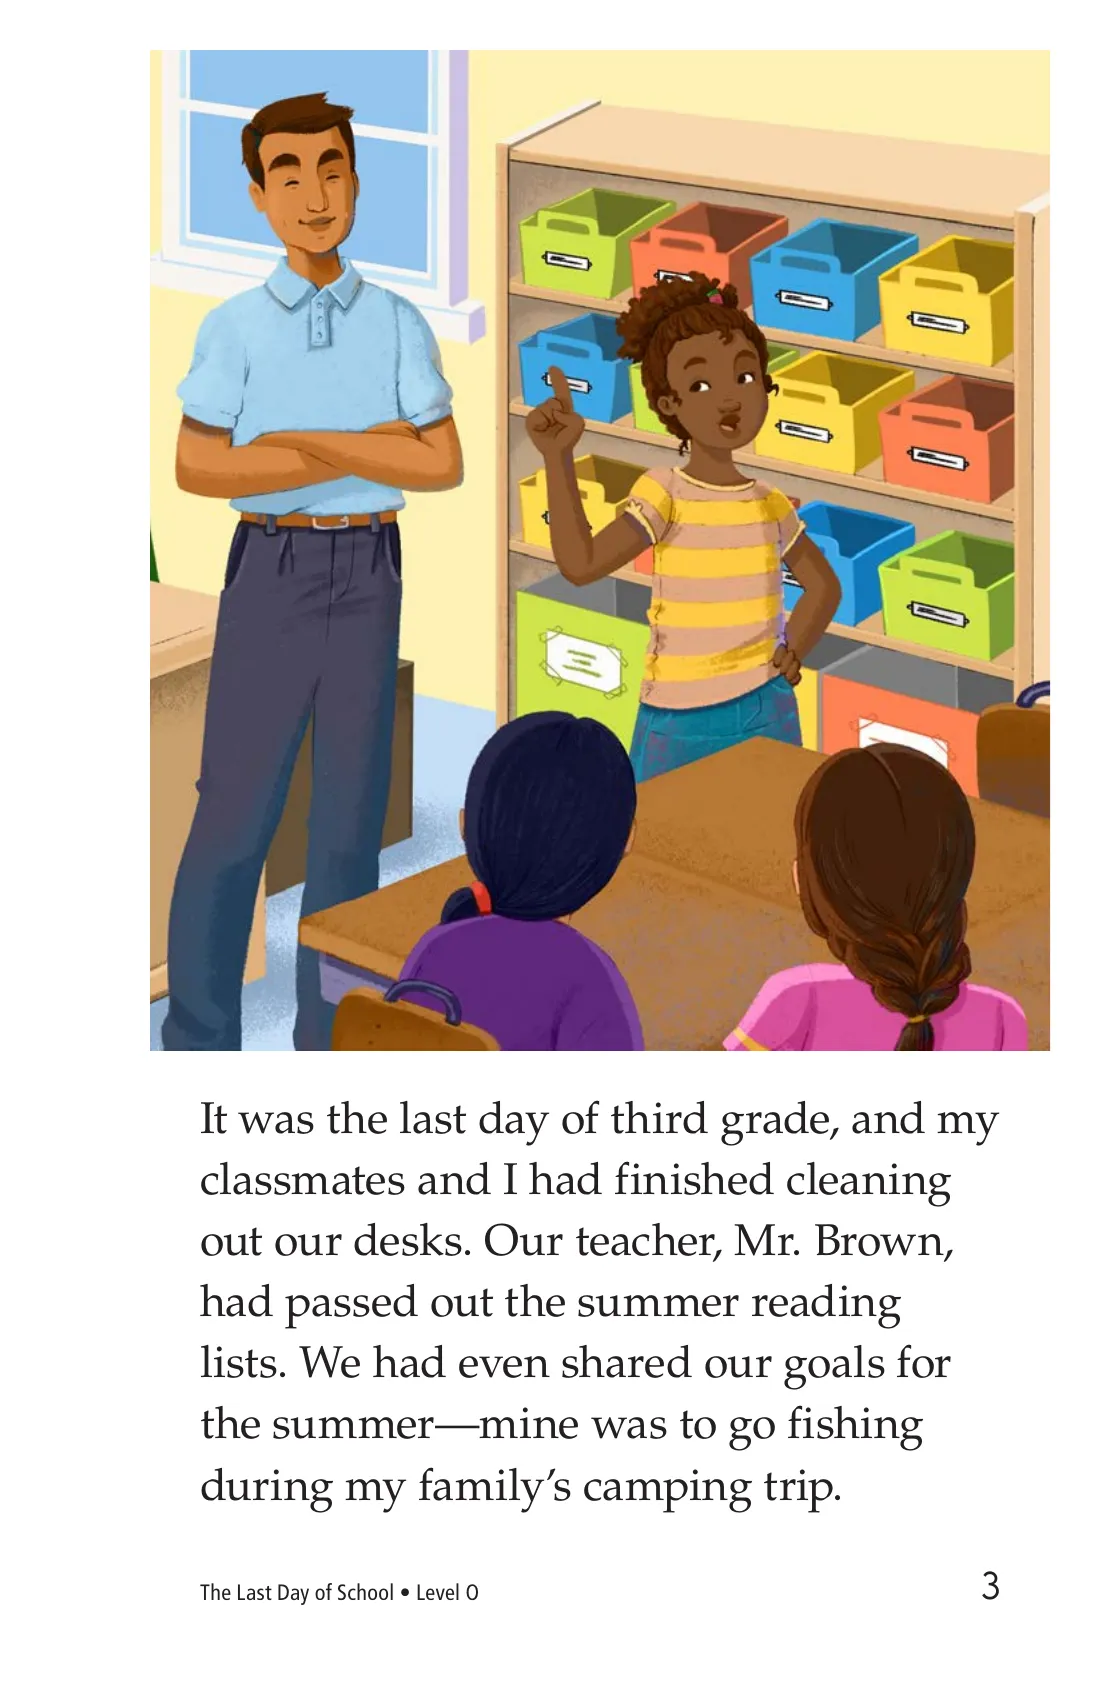 It was the last day of third grade, and my
classmates and I had finished cleaning
out our desks. Our teacher, Mr. Brown,
had passed out the summer reading
lists. We had even shared our goals for
the summer—mine was to go fishing
during my family’s camping trip.
The Last Day of School • Level O
3